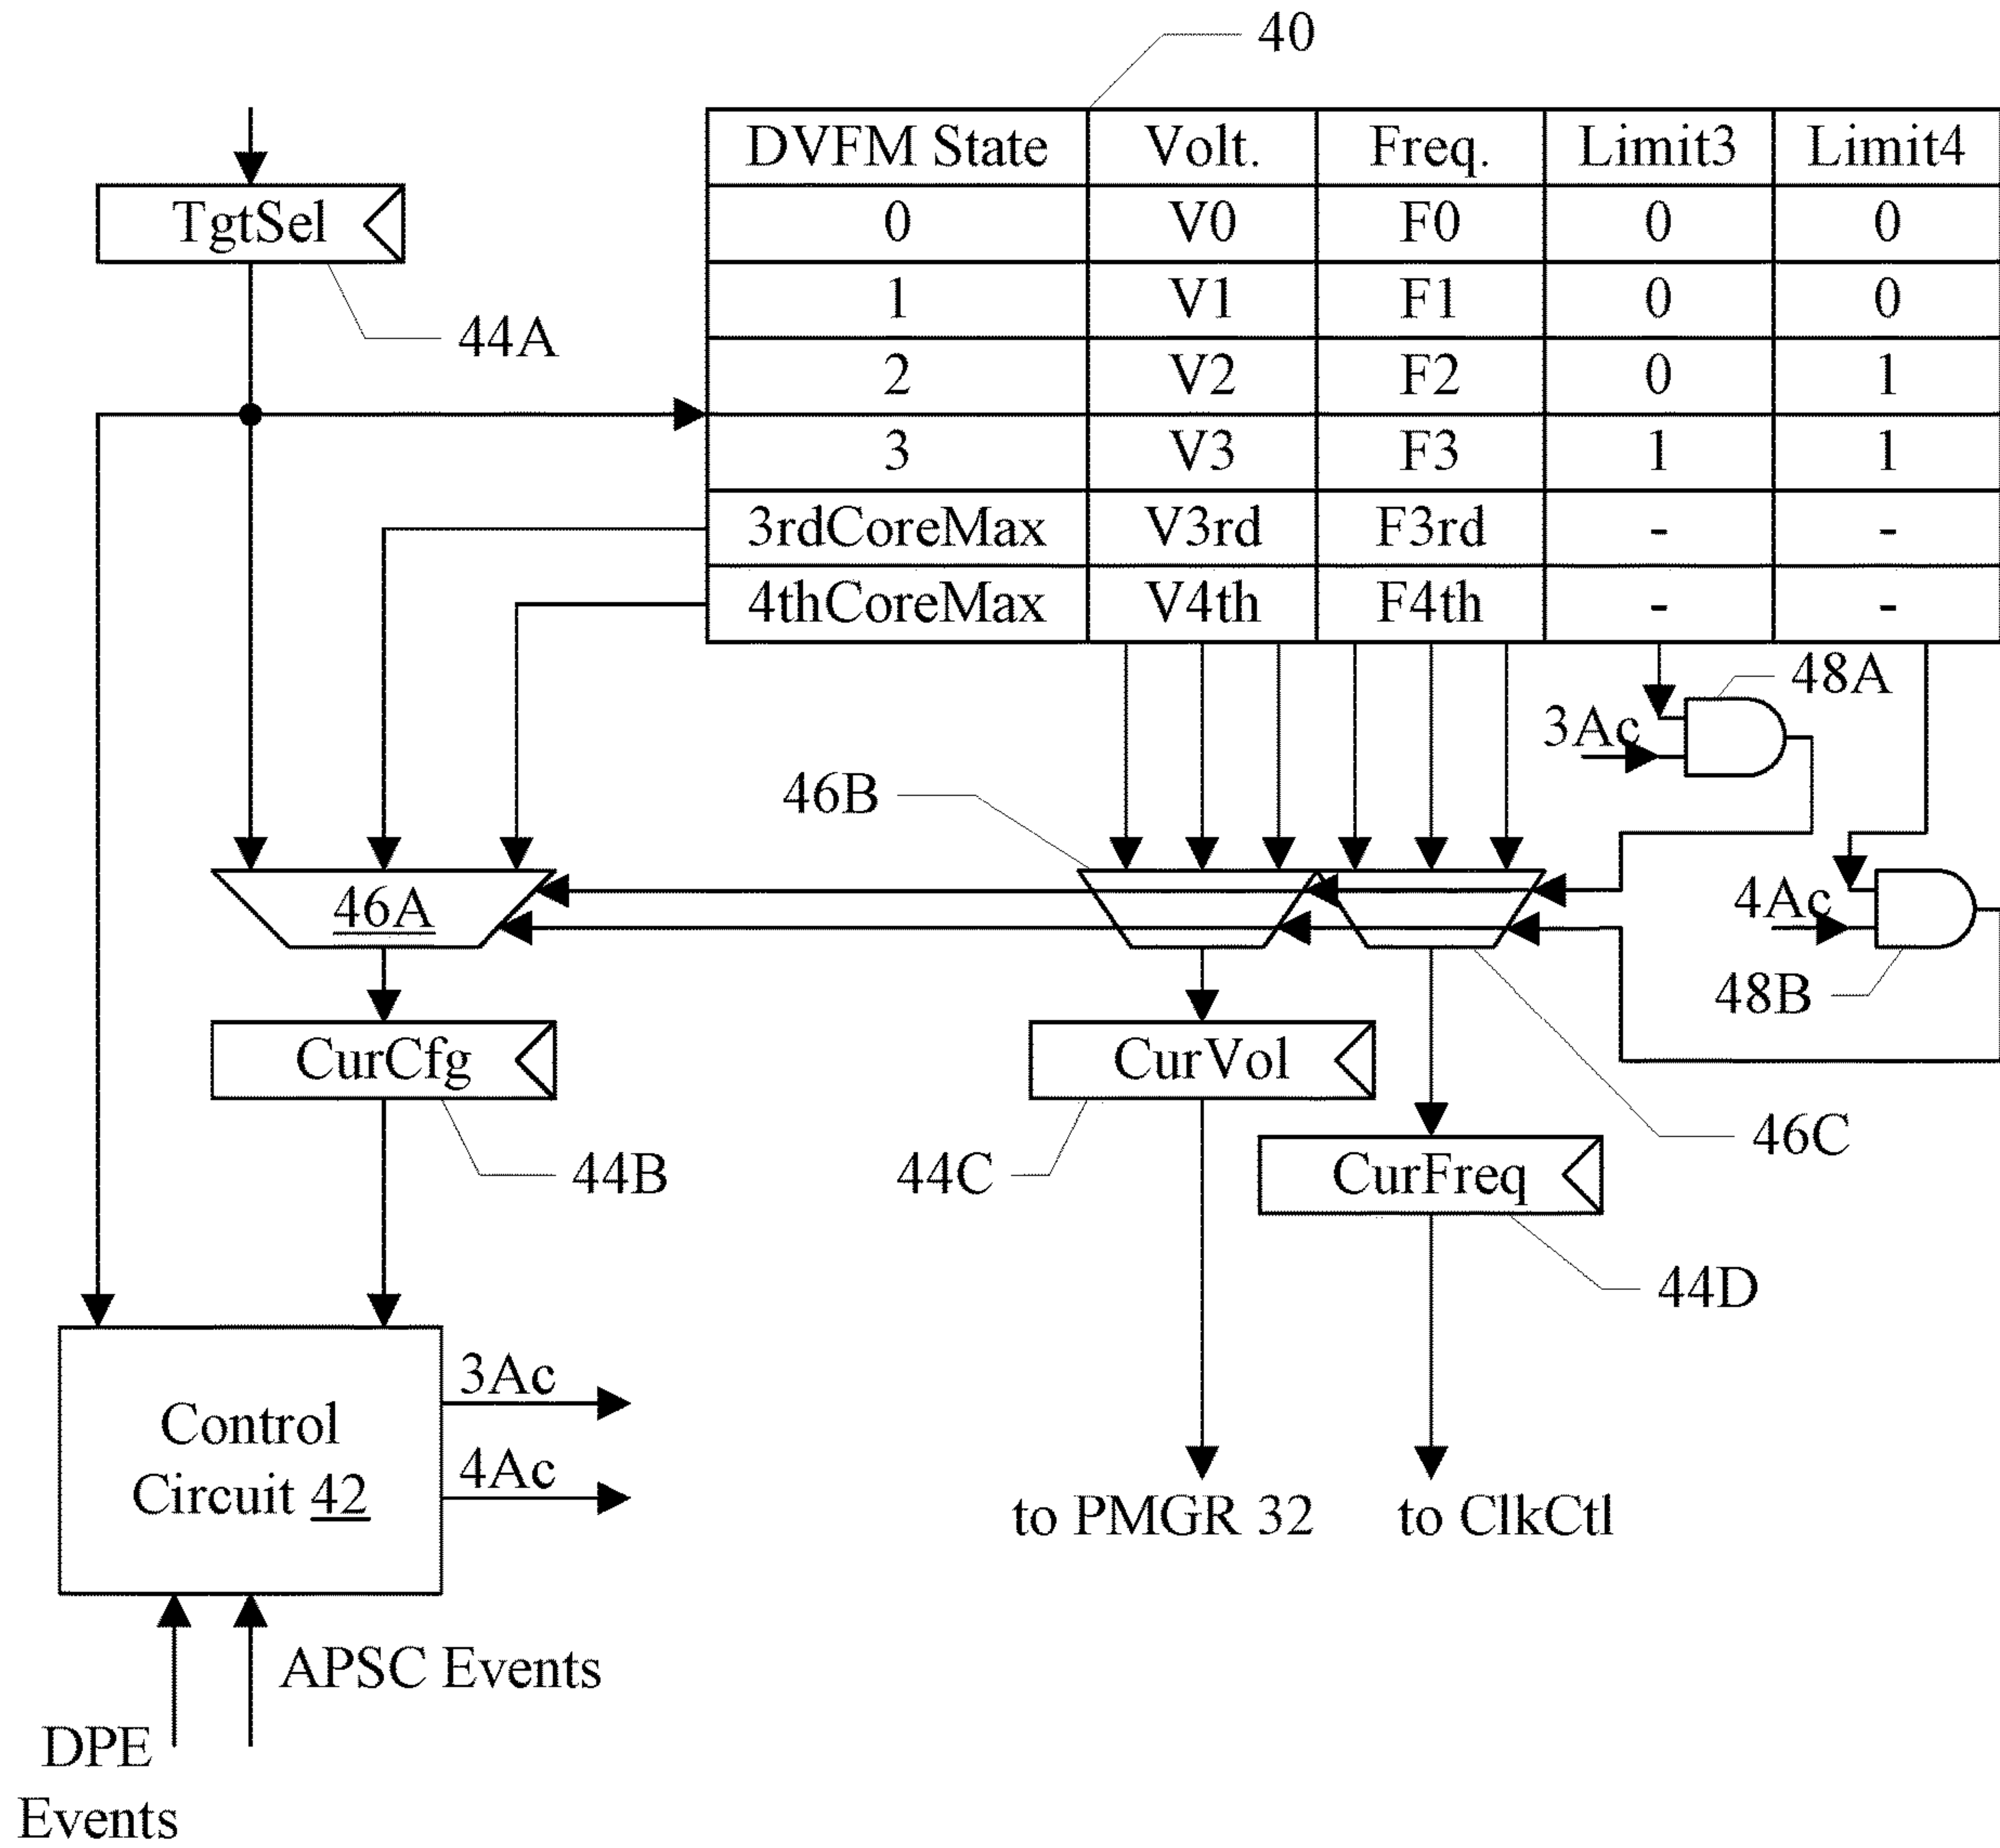 40
DVFM State Volt. Freq. Limit3 Limit4
0 V0 F0 0 0
1 V1 F1 0 0
2 V2 F2 0 1
3 V3 F3 1 1
3rdCoreMax V3rd F3rd - -
4thCoreMax V4th F4th - -
TgtSel
44A
48A
3Ac
46B
46A
4Ac
48B
CurCfg
CurVol
46C
44B
44C
CurFreq
44D
3Ac
Control
Circuit 42
4Ac
to PMGR 32
to ClkCtl
APSC Events
DPE
Events